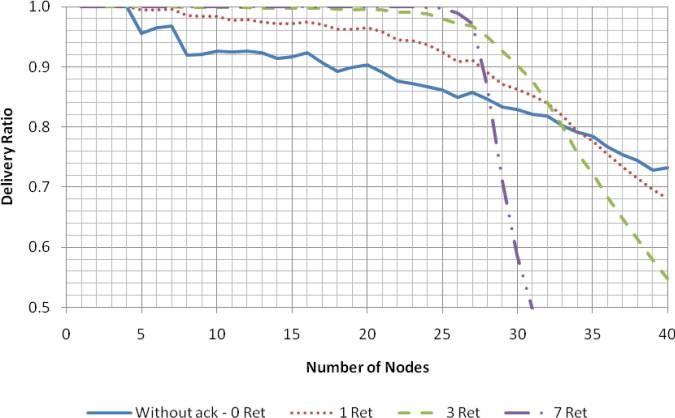 Delivery Ratio
1.0
0.9
0.8
0.7
0.6
0.5
0 5 10 15 20 25 30 35 40
Number of Nodes
Without ack - 0 Ret 1 Ret 3 Ret 7 Ret